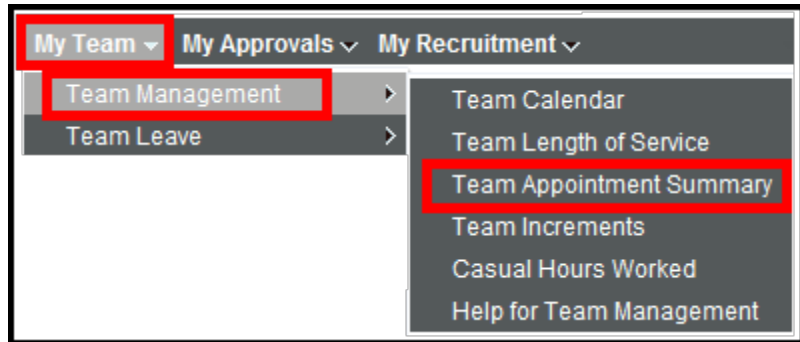 My Team My Approvals My Recruitment
Team Management
Team Leave
Team Calendar
Team Length of Service
Team Appointment Summary
Team Increments
Casual Hours Worked
Help for Team Management